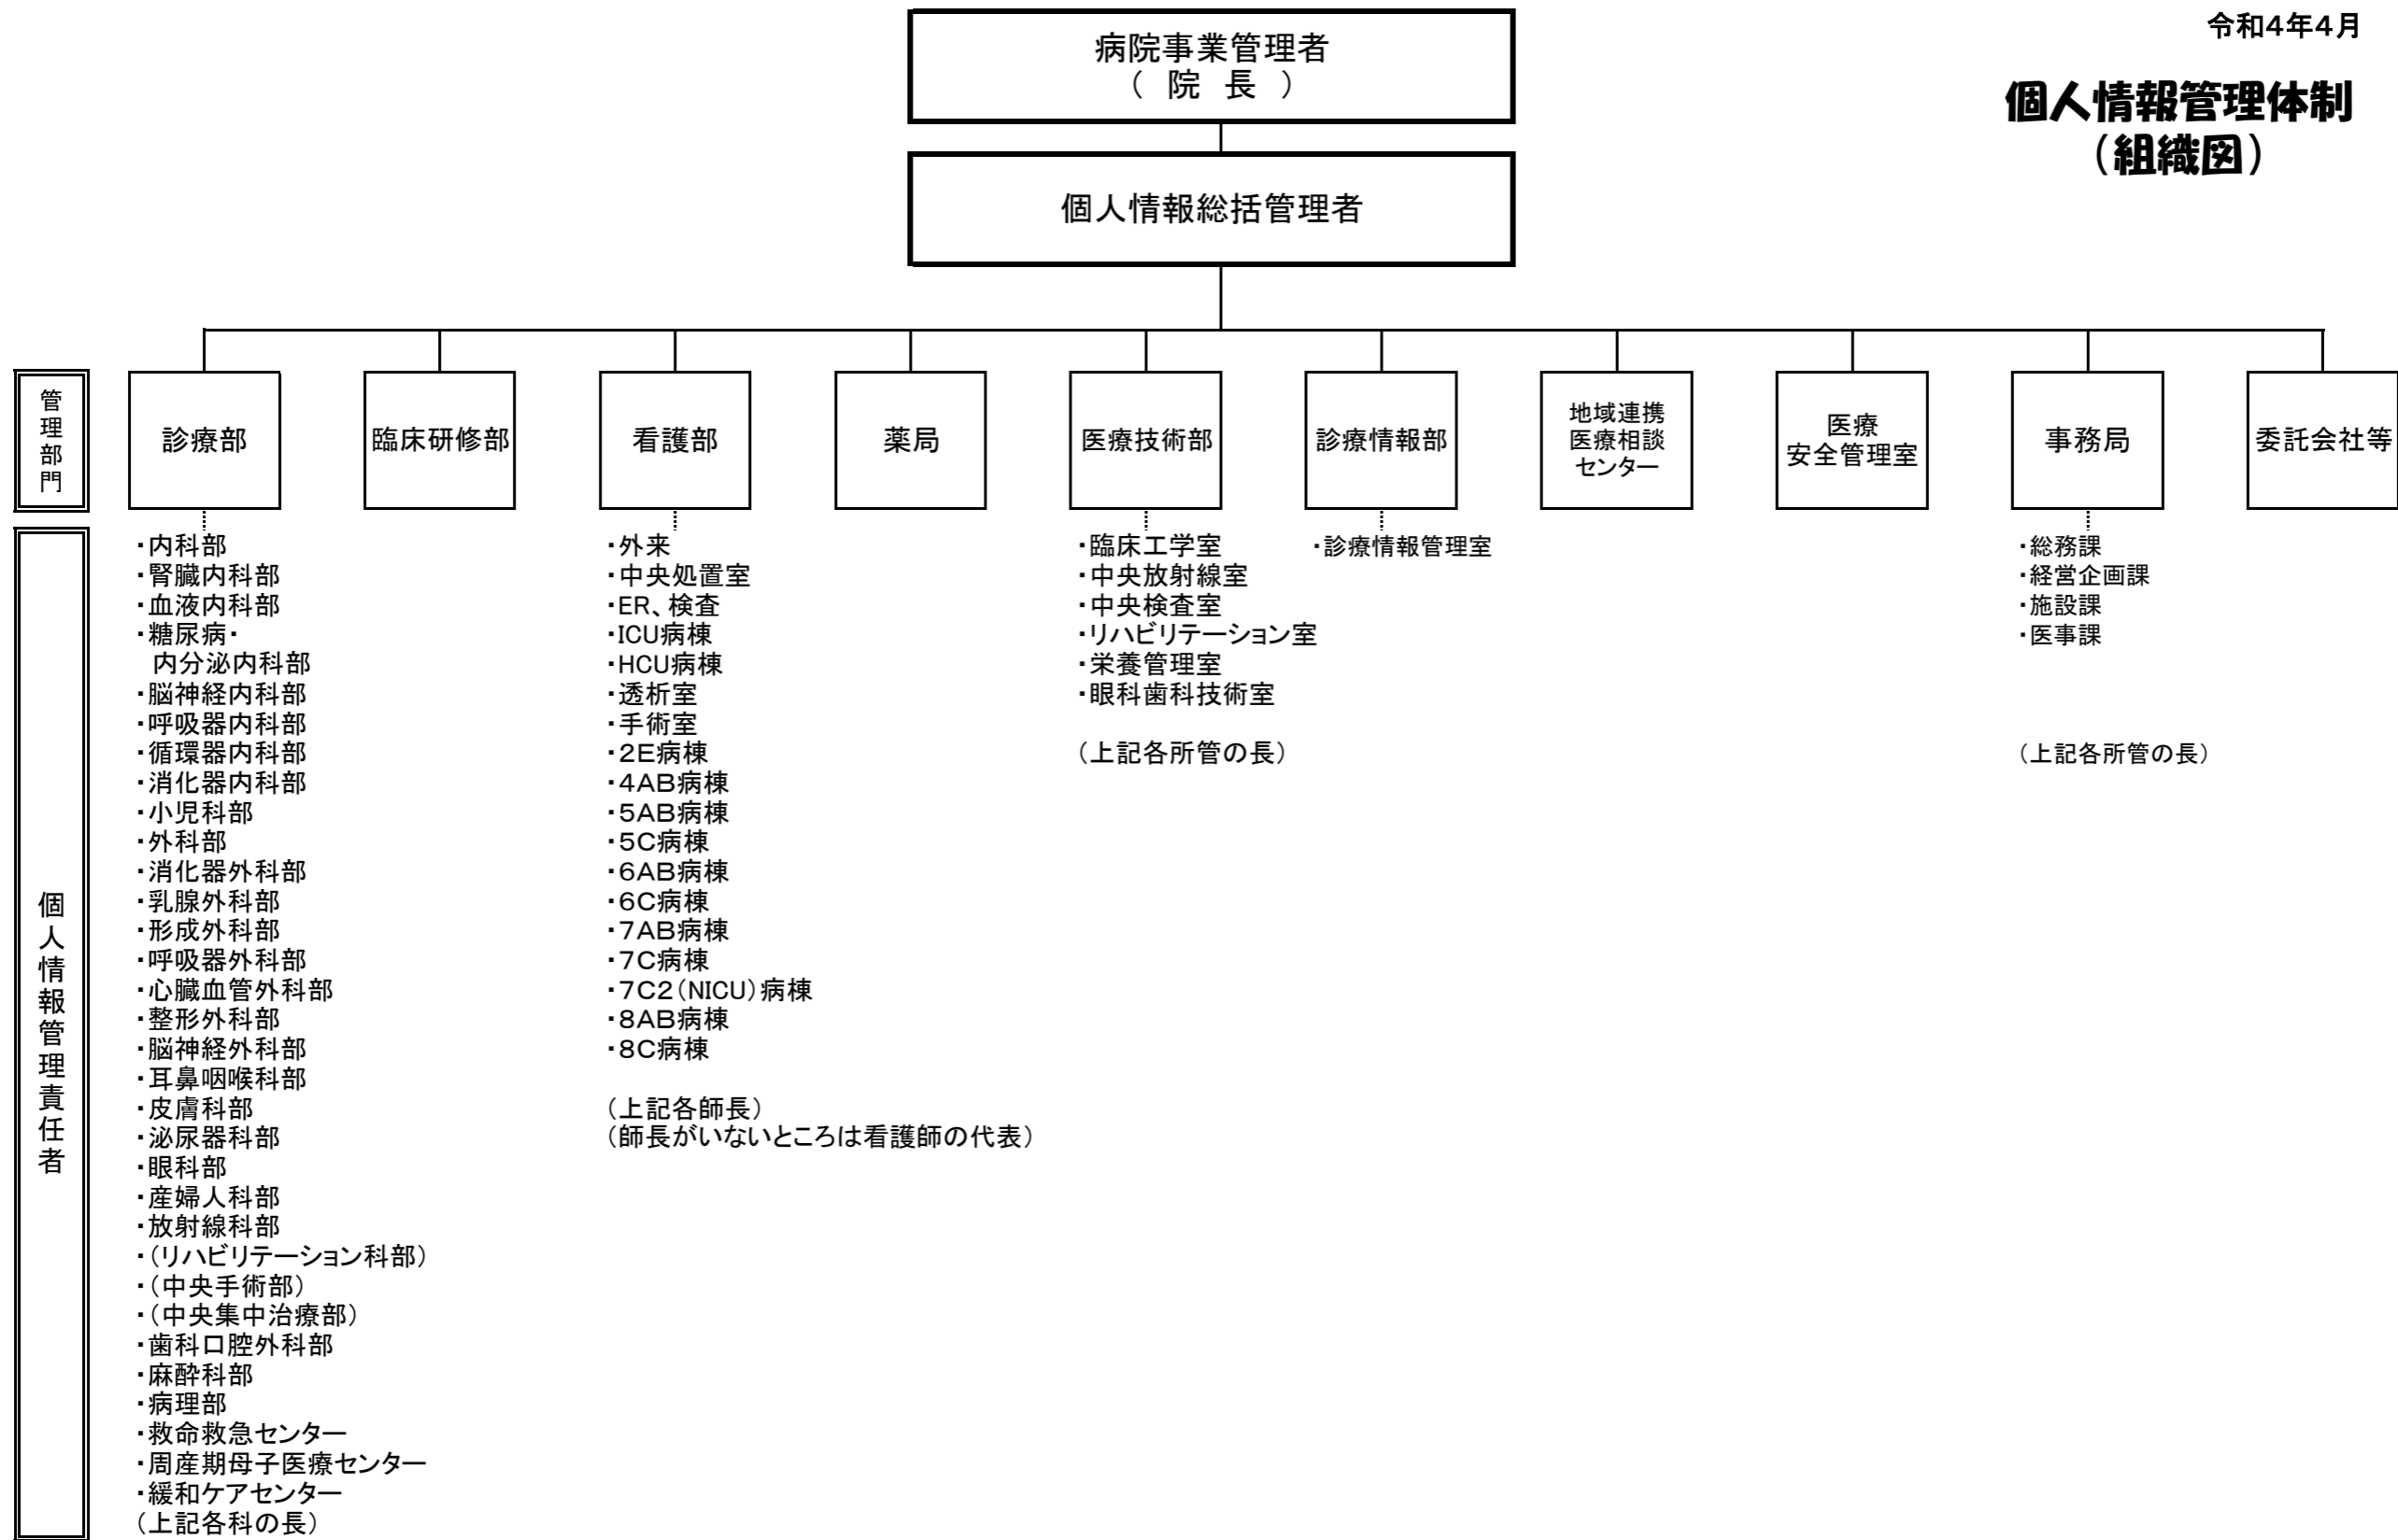 令和4年4月
個人情報管理体制
（組織図）
病院事業管理者
（ 院 長 ）
個人情報総括管理者
管理部門
診療部
臨床研修部
看護部
薬局
医療技術部
診療情報部
地域連携
医療相談
センター
医療
安全管理室
事務局
委託会社等
個人情報管理責任者
・内科部
・腎臓内科部
・血液内科部
・糖尿病・
内分泌内科部
・脳神経内科部
・呼吸器内科部
・循環器内科部
・消化器内科部
・小児科部
・外科部
・消化器外科部
・乳腺外科部
・形成外科部
・呼吸器外科部
・心臓血管外科部
・整形外科部
・脳神経外科部
・耳鼻咽喉科部
・皮膚科部
・泌尿器科部
・眼科部
・産婦人科部
・放射線科部
・（リハビリテーション科部）
・（中央手術部）
・（中央集中治療部）
・歯科口腔外科部
・麻酔科部
・病理部
・救命救急センター
・周産期母子医療センター
・緩和ケアセンター
（上記各科の長）
・外来
・中央処置室
・ER、検査
・ICU病棟
・HCU病棟
・透析室
・手術室
・2E病棟
・4AB病棟
・5AB病棟
・5C病棟
・6AB病棟
・6C病棟
・7AB病棟
・7C病棟
・7C2（NICU）病棟
・8AB病棟
・8C病棟
（上記各師長）
（師長がいないところは看護師の代表）
・臨床工学室
・中央放射線室
・中央検査室
・リハビリテーション室
・栄養管理室
・眼科歯科技術室
（上記各所管の長）
・診療情報管理室
・総務課
・経営企画課
・施設課
・医事課
（上記各所管の長）